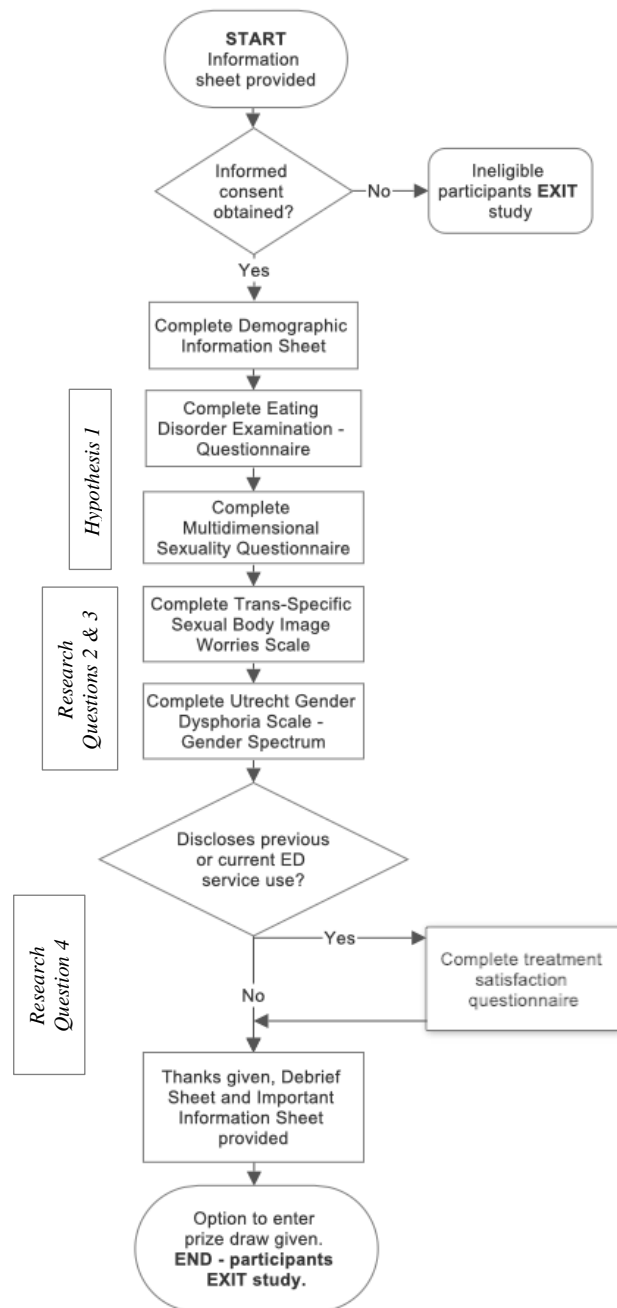 START
Information
sheet provided
Informed
consent
obtained?
No
Ineligible
participants EXIT
study
Yes
Complete Demographic
Information Sheet
Hypothesis 1
Complete Eating
Disorder Examination -
Questionnaire
Complete
Multidimensional
Sexuality Questionnaire
Research
Questions 2 & 3
Complete Trans-Specific
Sexual Body Image
Worries Scale
Complete Utrecht Gender
Dysphoria Scale -
Gender Spectrum
Discloses previous
or current ED
service use?
Research
Question 4
Yes
Complete treatment
satisfaction
questionnaire
No
Thanks given, Debrief
Sheet and Important
Information Sheet
provided
Option to enter
prize draw given.
END - participants
EXIT study.